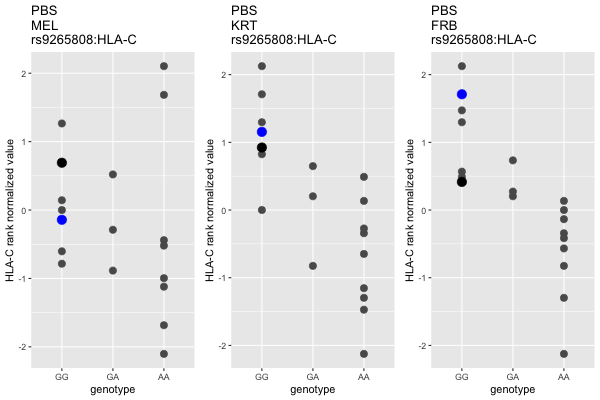 PBS
MEL
rs9265808:HLA-C
HLA-C rank normalized value
2
1
0
-1
-2
GG GA AA
genotype
PBS
KRT
rs9265808:HLA-C
HLA-C rank normalized value
2
1
0
-1
-2
GG GA AA
genotype
PBS
FRB
rs9265808:HLA-C
HLA-C rank normalized value
2
1
0
-1
-2
GG GA AA
genotype